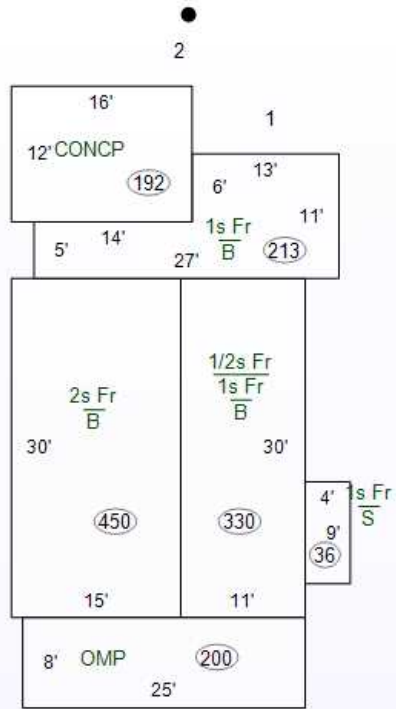 2
16'
1
12' CONCP
192
13'
6'
11'
1s Fr
B
14'
5'
213
27'
2s Fr
B
1/2s Fr
1s Fr
B
30'
30'
4'
1s Fr
S
9'
36
450
330
15'
11'
8'
OMP
200
25'